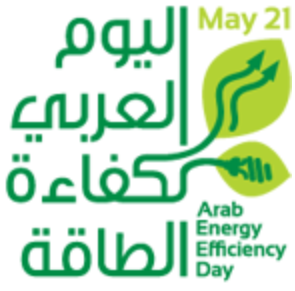 اليوم
العربي
لكفاءة
الطاقة
May 21
Arab
Energy
Efficiency
Day